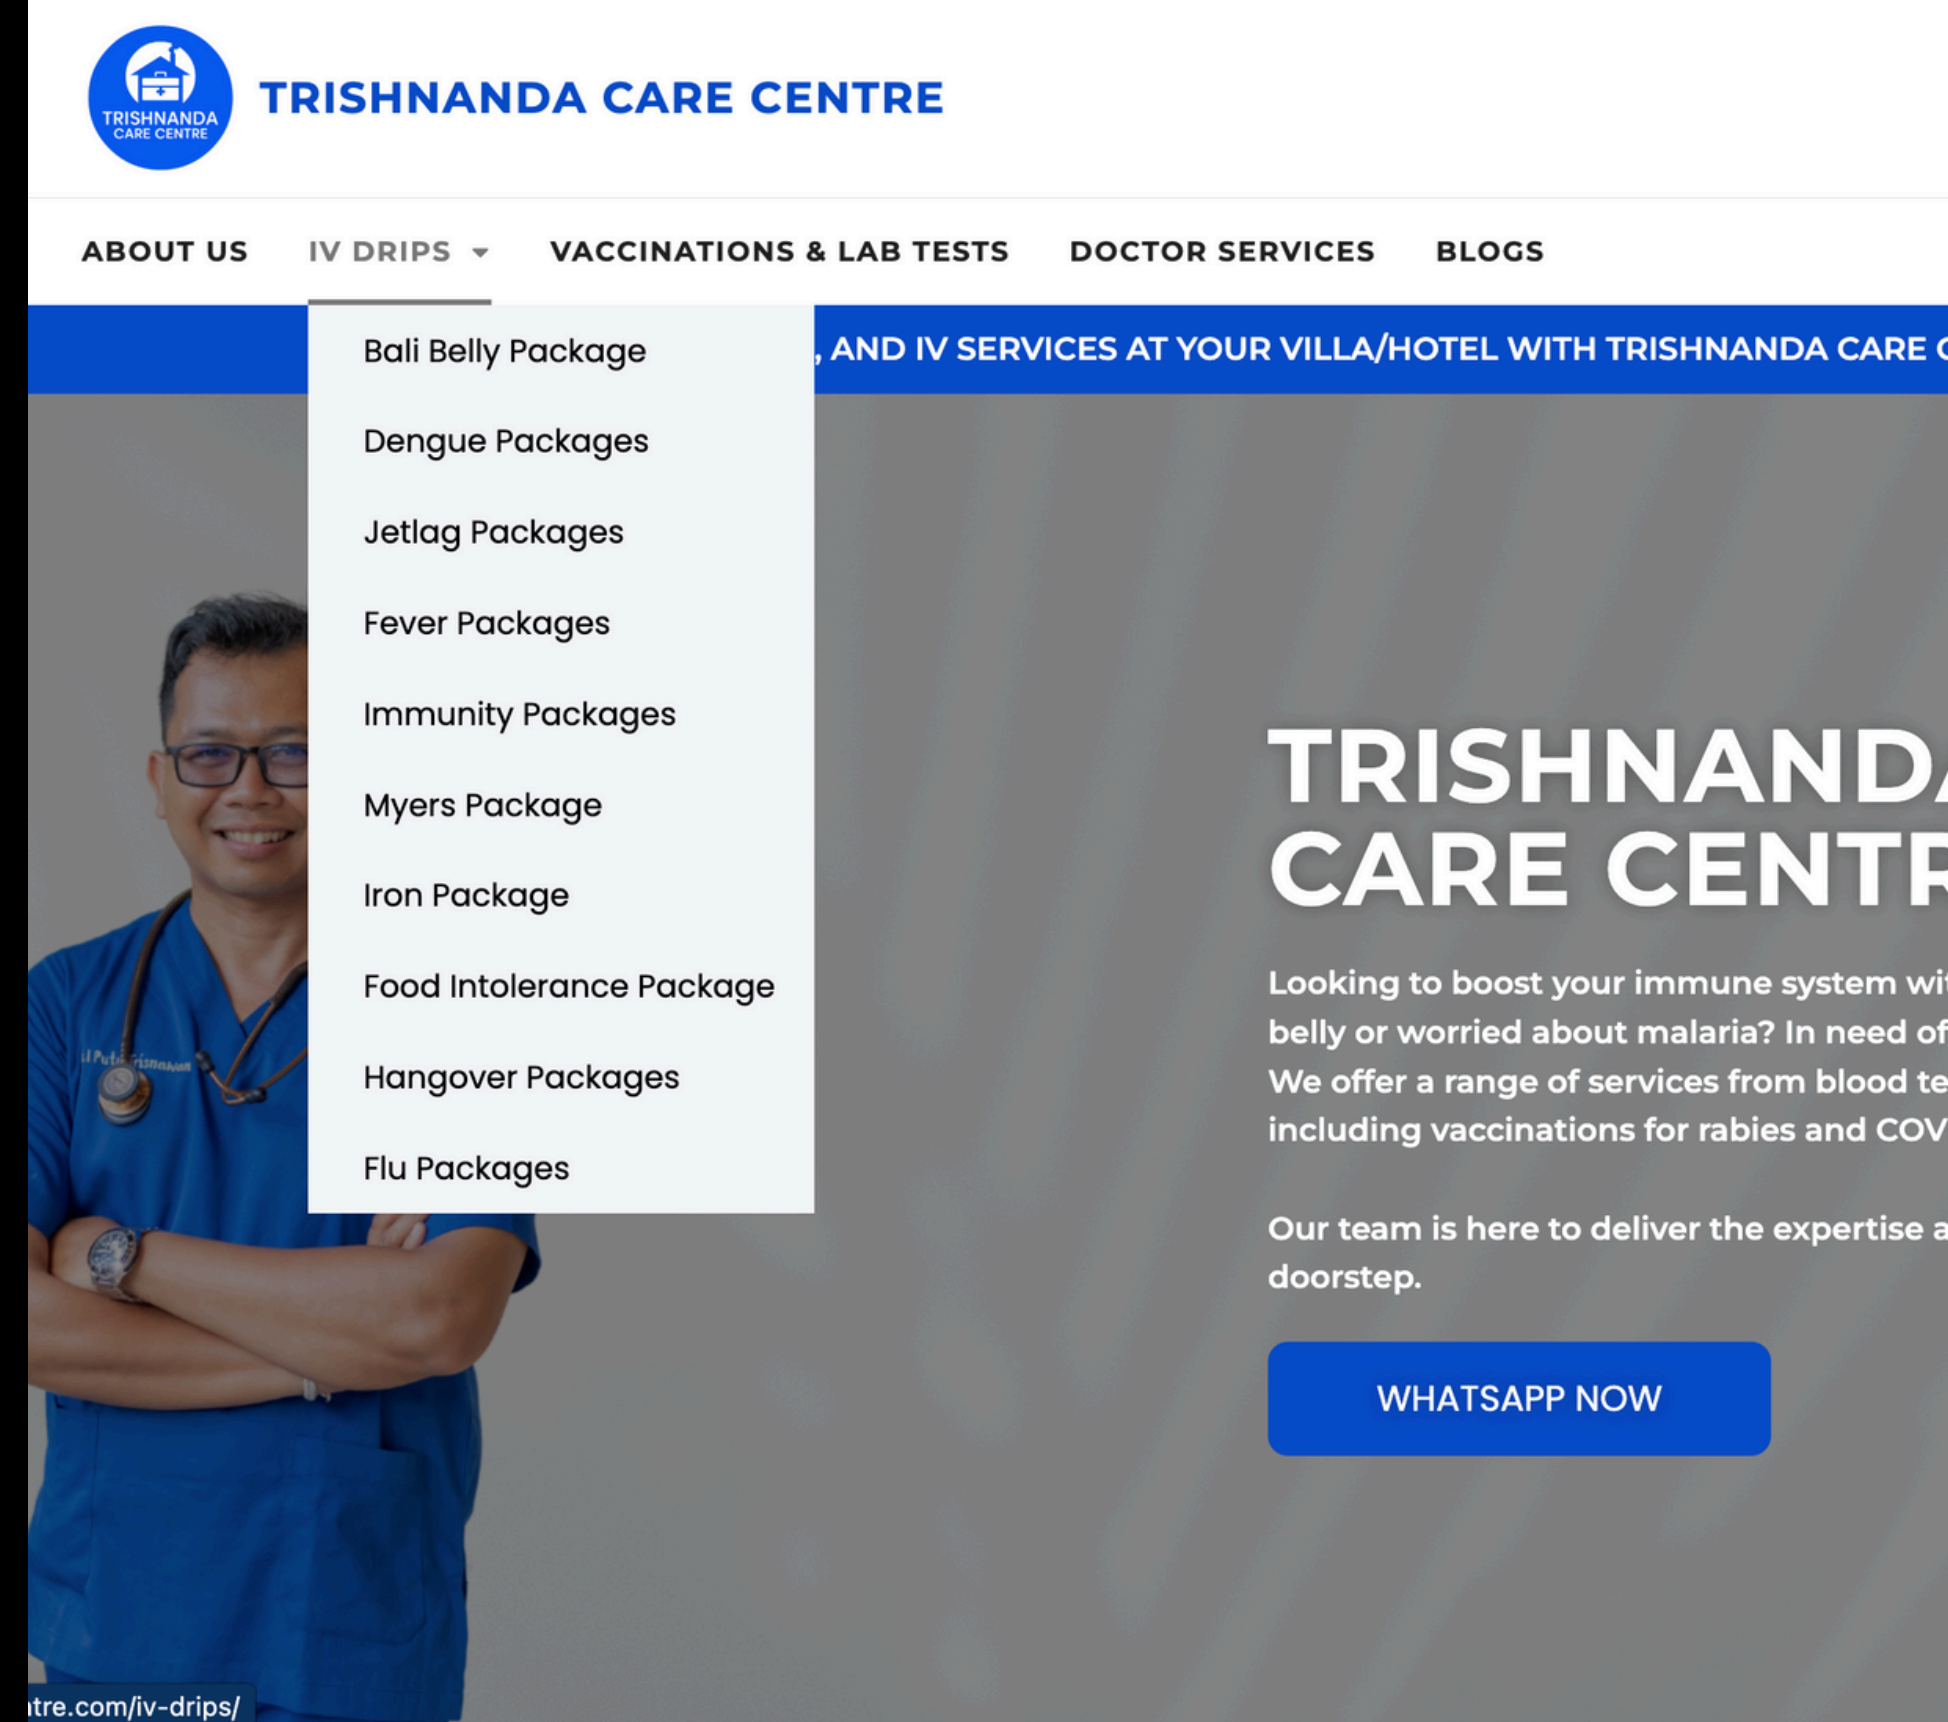 TRISHNANDA
CARE CENTRE
TRISHNANDA CARE CENTRE
ABOUT US
IV DRIPS
VACCINATIONS & LAB TESTS
DOCTOR SERVICES
BLOGS
, AND IV SERVICES AT YOUR VILLA/HOTEL WITH TRISHNANDA CARE
Bali Belly Package
Dengue Packages
Jetlag Packages
Fever Packages
Immunity Packages
Myers Package
Iron Package
Food Intolerance Package
Hangover Packages
Flu Packages
TRISHNANDA
CARE CENTR
Looking to boost your immune system
belly or worried about malaria? In need of
We offer a range of services from blood
including vaccinations for rabies and
Our team is here to deliver the expertise
doorstep.
WHATSAPP NOW
tre.com/iv-drips/